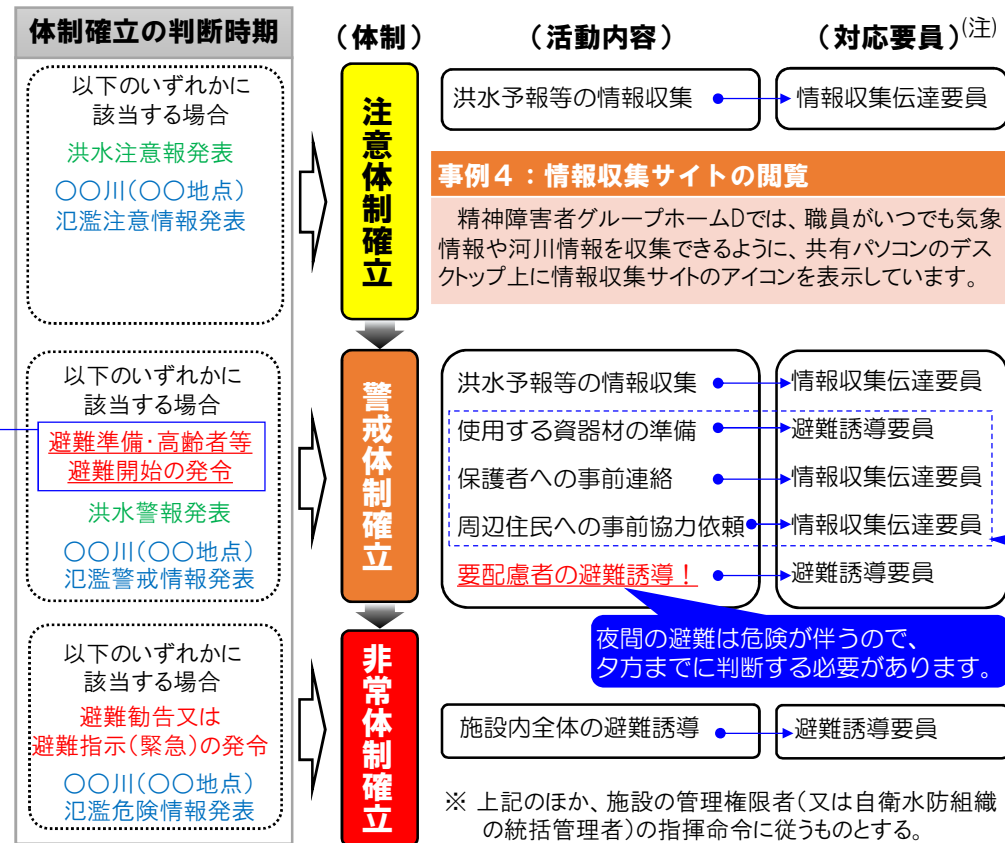 体制確立の判断時期
(体制)
(活動内容)
(対応要員)(注)
以下のいずれかに
該当する場合
洪水注意報発表
〇〇川(〇〇地点)
氾濫注意情報発表
注意体制確立
洪水予報等の情報収集
情報収集伝達要員
事例4:情報収集サイトの閲覧
精神障害者グループホームDでは、職員がいつでも気象
情報や河川情報を収集できるように、共有パソコンのデス
クトップ上に情報収集サイトのアイコンを表示しています。
以下のいずれかに
該当する場合
避難準備・高齢者等
避難開始の発令
洪水警報発表
〇〇川(〇〇地点)
氾濫警戒情報発表
警戒体制確立
洪水予報等の情報収集
情報収集伝達要員
使用する資器材の準備
避難誘導要員
保護者への事前連絡
情報収集伝達要員
周辺住民への事前協力依頼
情報収集伝達要員
要配慮者の避難誘導!
避難誘導要員
夜間の避難は危険が伴うので、
夕方までに判断する必要があります。
以下のいずれかに
該当する場合
避難勧告又は
避難指示(緊急)の発令
〇〇川(〇〇地点)
氾濫危険情報発表
非常体制確立
施設内全体の避難誘導
避難誘導要員
※ 上記のほか、施設の管理権限者(又は自衛水防組織
の統括管理者)の指揮命令に従うものとする。